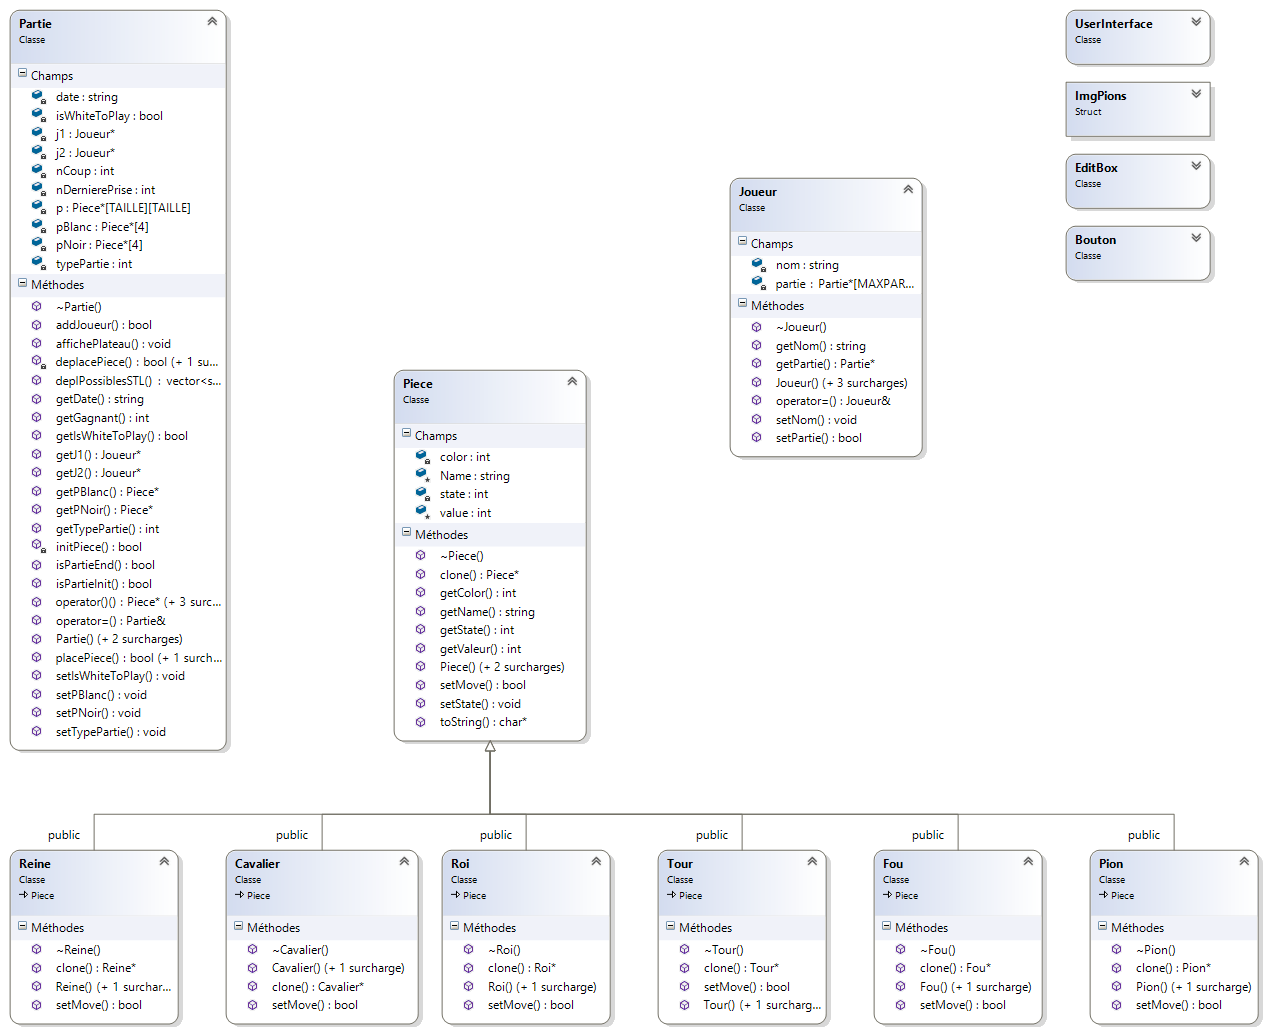 Partie
Classe
Champs
date : string
isWhiteToPlay : bool
j1 : Joueur*
j2 : Joueur*
nCoup : int
nDernierePrise : int
p : Piece*[TAILLE][TAILLE]
pBlanc : Piece*[4]
pNoir : Piece*[4]
typePartie : int
Méthodes
~Partie()
addJoueur() : bool
affichePlateau() : void
deplacePiece() : bool (+ 1 su...
deplPossiblesSTL() : vector<s...
getDate() : string
getGagnant() : int
getIsWhiteToPlay() : bool
getJ1() : Joueur*
getJ2() : Joueur*
getPBlanc() : Piece*
getPNoir() : Piece*
getTypePartie() : int
initPiece() : bool
isPartieEnd() : bool
isPartieInit() : bool
operator()() : Piece* (+ 3 surc...
operator=() : Partie&
Partie() (+ 2 surcharges)
placePiece() : bool (+ 1 surch...
setIsWhiteToPlay() : void
setPBlanc() : void
setPNoir() : void
setTypePartie() : void
Piece
Classe
Champs
color : int
Name : string
state : int
value : int
Méthodes
~Piece()
clone() : Piece*
getColor() : int
getName() : string
getState() : int
getValeur() : int
Piece() (+ 2 surcharges)
setMove() : bool
setState() : void
toString() : char*
Joueur
Classe
Champs
nom : string
partie : Partie*[MAXPAR...
Méthodes
~Joueur()
getNom() : string
getPartie() : Partie*
Joueur() (+ 3 surcharges)
operator=() : Joueur&
setNom() : void
setPartie() : bool
UserInterface
Classe
ImgPions
Struct
EditBox
Classe
Bouton
Classe
public
public
public
public
public
public
Reine
Classe
Piece
Méthodes
~Reine()
clone() : Reine*
Reine() (+ 1 surchar...
setMove() : bool
Cavalier
Classe
Piece
Méthodes
~Cavalier()
Cavalier() (+ 1 surcharge)
clone() : Cavalier*
setMove() : bool
Roi
Classe
Piece
Méthodes
~Roi()
clone() : Roi*
Roi() (+ 1 surcharge)
setMove() : bool
Tour
Classe
Piece
Méthodes
~Tour()
clone() : Tour*
setMove() : bool
Tour() (+ 1 surcharg...
Fou
Classe
Piece
Méthodes
~Fou()
clone() : Fou*
Fou() (+ 1 surcharge)
setMove() : bool
Pion
Classe
Piece
Méthodes
~Pion()
clone() : Pion*
Pion() (+ 1 surcharge)
setMove() : bool